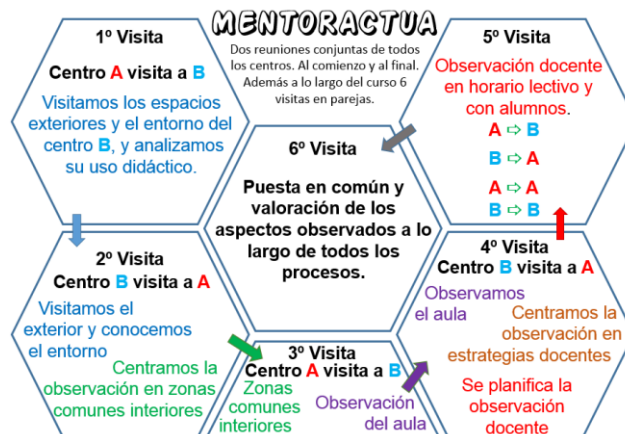 MENTORACTUA
Dos reuniones conjuntas de todos
los centros. Al comienzo y al final.
Además a lo largo del curso 6
visitas en parejas.
1º Visita
Centro A visita a B
Visitamos los espacios
exteriores y el entorno del
centro B, y analizamos
su uso didáctico.
2º Visita
Centro B visita a A
Visitamos el
exterior y conocemos
el entorno
Centramos la
observación en zonas
comunes interiores
3º Visita
Centro A visita a B
Zonas
comunes
interiores
Observación
del aula
4º Visita
Centro B visita a A
Observamos
el aula
Centramos la
observación en
estrategias docentes
Se planifica la
observación
docente
5º Visita
Observación docente
en horario lectivo y
con alumnos.
A ⇨ B
B ⇨ A
A ⇨ A
B ⇨ B
6º Visita
Puesta en común y
valoración de los
aspectos observados a lo
largo de todos los
procesos.